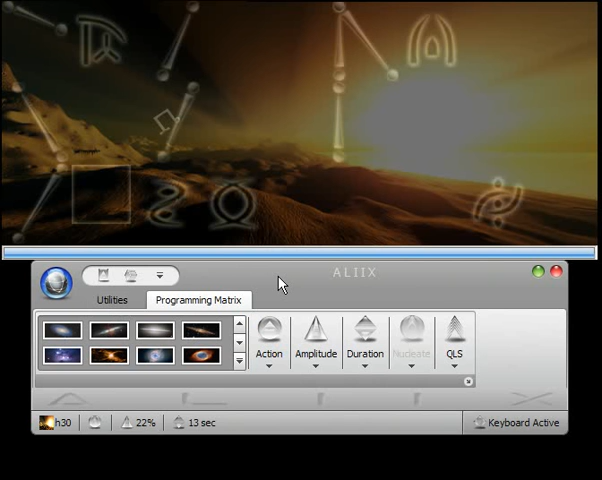 ALIIX
Utilities
Programming Matrix
Action
Amplitude
Duration
Nucleate
QLS
h30
22%
13 sec
Keyboard Active